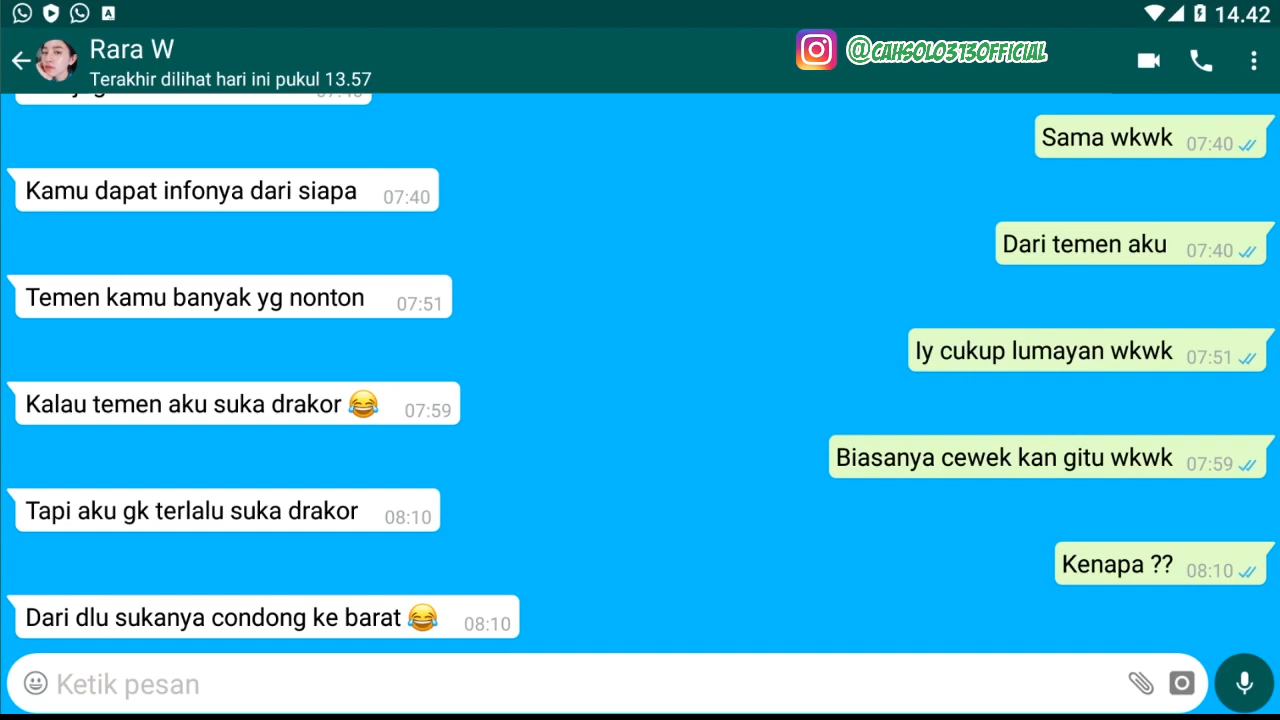 14.42
Rara W
Terakhir dilihat hari ini pukul 13.57
@CAHSOLO3130FFICIAL
Sama wkwk 07:40
Kamu dapat infonya dari siapa 07:40
Dari temen aku 07:40
Temen kamu banyak yg nonton 07:51
Iy cukup lumayan wkwk 07:51
Kalau temen aku suka drakor 😂 07:59
Biasanya cewek kan gitu wkwk 07:59
Tapi aku gk terlalu suka drakor 08:10
Kenapa ?? 08:10
Dari dlu sukanya condong ke barat 😂 08:10
Ketik pesan